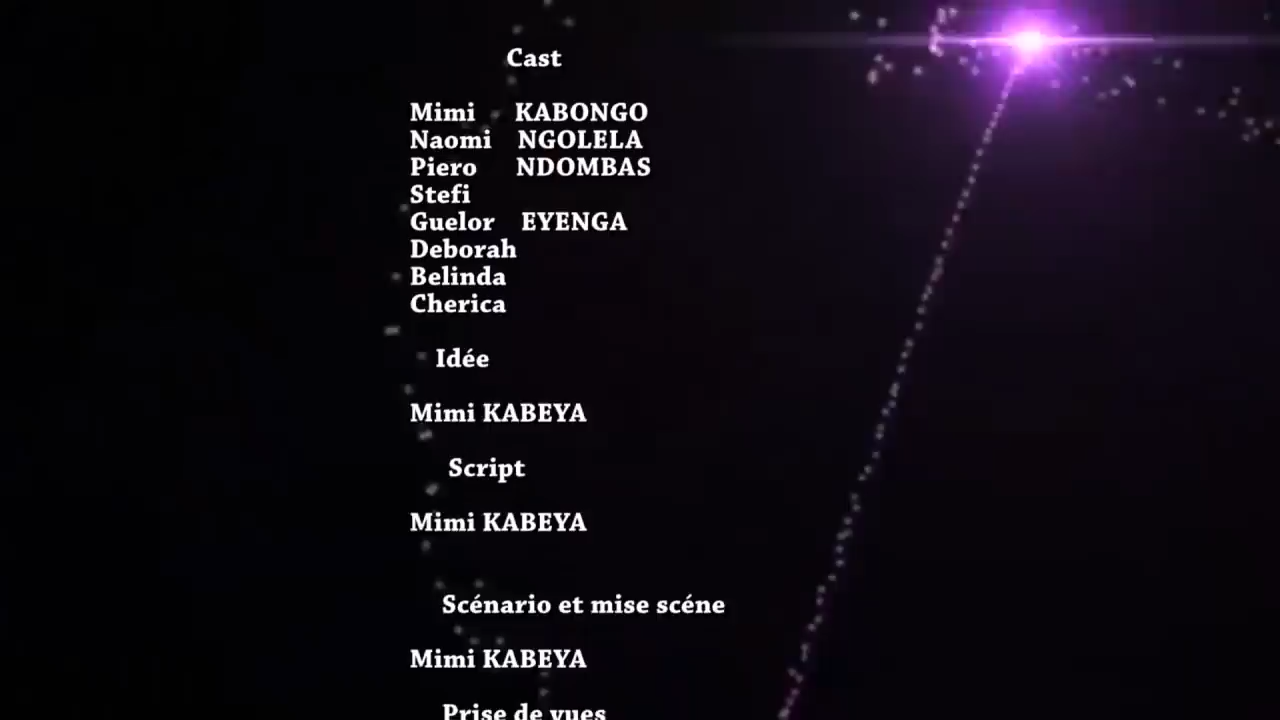 Cast
Mimi KABONGO
Naomi NGOLELA
Piero NDOMBAS
Stefi
Guelor EYENGA
Deborah
Belinda
Cherica
Idée
Mimi KABEYA
Script
Mimi KABEYA
Scénario et mise scéne
Mimi KABEYA
Prise de vues